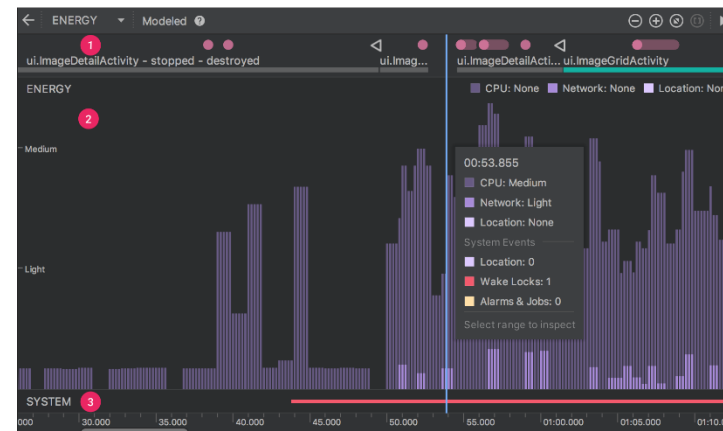 ENERGY Modeled ?
1
ui.ImageDetailActivity - stopped - destroyed ui.Imag... ui.ImageDetailActi... ui.ImageGridActivity
ENERGY CPU: None Network: None Location: Nor
2
Medium
00:53.855
CPU: Medium
Network: Light
Location: None
System Events
Light
Location: 0
Wake Locks: 1
Alarms & Jobs: 0
Select range to inspect
SYSTEM 3
000 30.000 35.000 40.000 45.000 50.000 55.000 01:00.000 01:05.000 01:10.